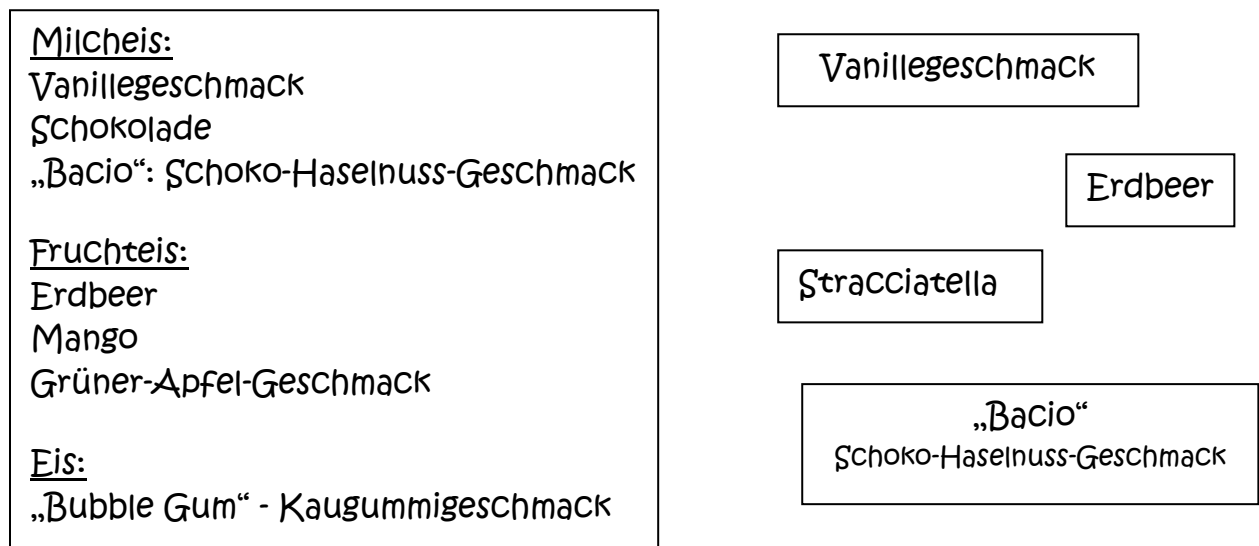 Milcheis:
Vanillegeschmack
Schokolade
„Bacio“: Schoko-Haselnuss-Geschmack
Fruchteis:
Erdbeer
Mango
Grüner-Apfel-Geschmack
Eis:
„Bubble Gum“ - Kaugummigeschmack
Vanillegeschmack
Erdbeer
Stracciatella
„Bacio“
Schoko-Haselnuss-Geschmack